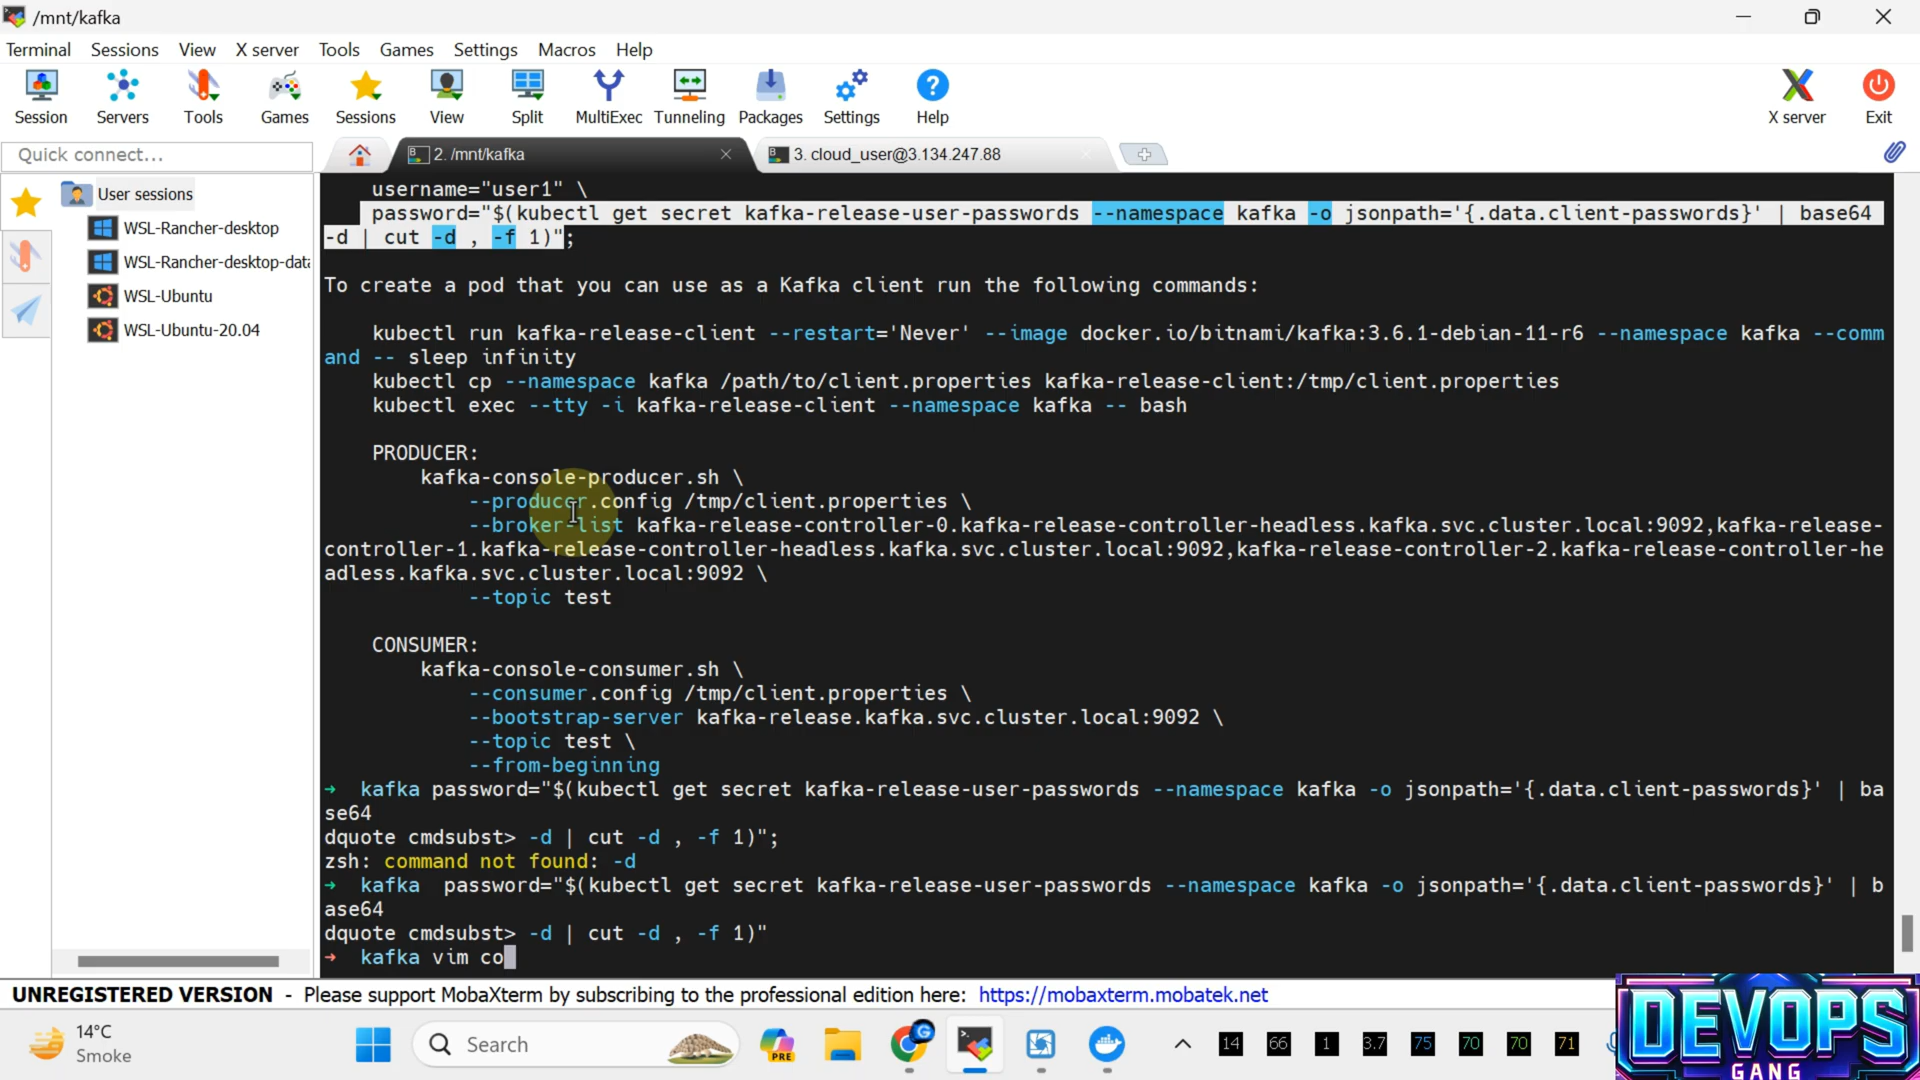 /mnt/kafka
Terminal Sessions View X server Tools Games Settings Macros Help
Session Servers Tools Games Sessions View Split MultiExec Tunneling Packages Settings Help X server Exit
Quick connect...
2. /mnt/kafka
3. cloud_user@3.134.247.88
User sessions
WSL-Rancher-desktop
WSL-Rancher-desktop-data
WSL-Ubuntu
WSL-Ubuntu-20.04
username="user1" \
password="$(kubectl get secret kafka-release-user-passwords --namespace kafka -o jsonpath='{.data.client-passwords}' | base64
-d | cut -d , -f 1)";
To create a pod that you can use as a Kafka client run the following commands:
kubectl run kafka-release-client --restart='Never' --image docker.io/bitnami/kafka:3.6.1-debian-11-r6 --namespace kafka --comm
and -- sleep infinity
kubectl cp --namespace kafka /path/to/client.properties kafka-release-client:/tmp/client.properties
kubectl exec --tty -i kafka-release-client --namespace kafka -- bash
PRODUCER:
kafka-console-producer.sh \
--producer.config /tmp/client.properties \
--broker-list kafka-release-controller-0.kafka-release-controller-headless.kafka.svc.cluster.local:9092,kafka-release-
controller-1.kafka-release-controller-headless.kafka.svc.cluster.local:9092,kafka-release-controller-2.kafka-release-controller-he
adless.kafka.svc.cluster.local:9092 \
--topic test
CONSUMER:
kafka-console-consumer.sh \
--consumer.config /tmp/client.properties \
--bootstrap-server kafka-release.kafka.svc.cluster.local:9092 \
--topic test \
--from-beginning
➜ kafka password="$(kubectl get secret kafka-release-user-passwords --namespace kafka -o jsonpath='{.data.client-passwords}' | ba
se64
dquote cmdsubst> -d | cut -d , -f 1)";
zsh: command not found: -d
➜ kafka password="$(kubectl get secret kafka-release-user-passwords --namespace kafka -o jsonpath='{.data.client-passwords}' | b
ase64
dquote cmdsubst> -d | cut -d , -f 1)"
➜ kafka vim co
UNREGISTERED VERSION - Please support MobaXterm by subscribing to the professional edition here: https://mobaxterm.mobatek.net
14°C
Smoke
Search
PRE
14 66 1 3.7 75 70 70 71
DEVOPS
GANG